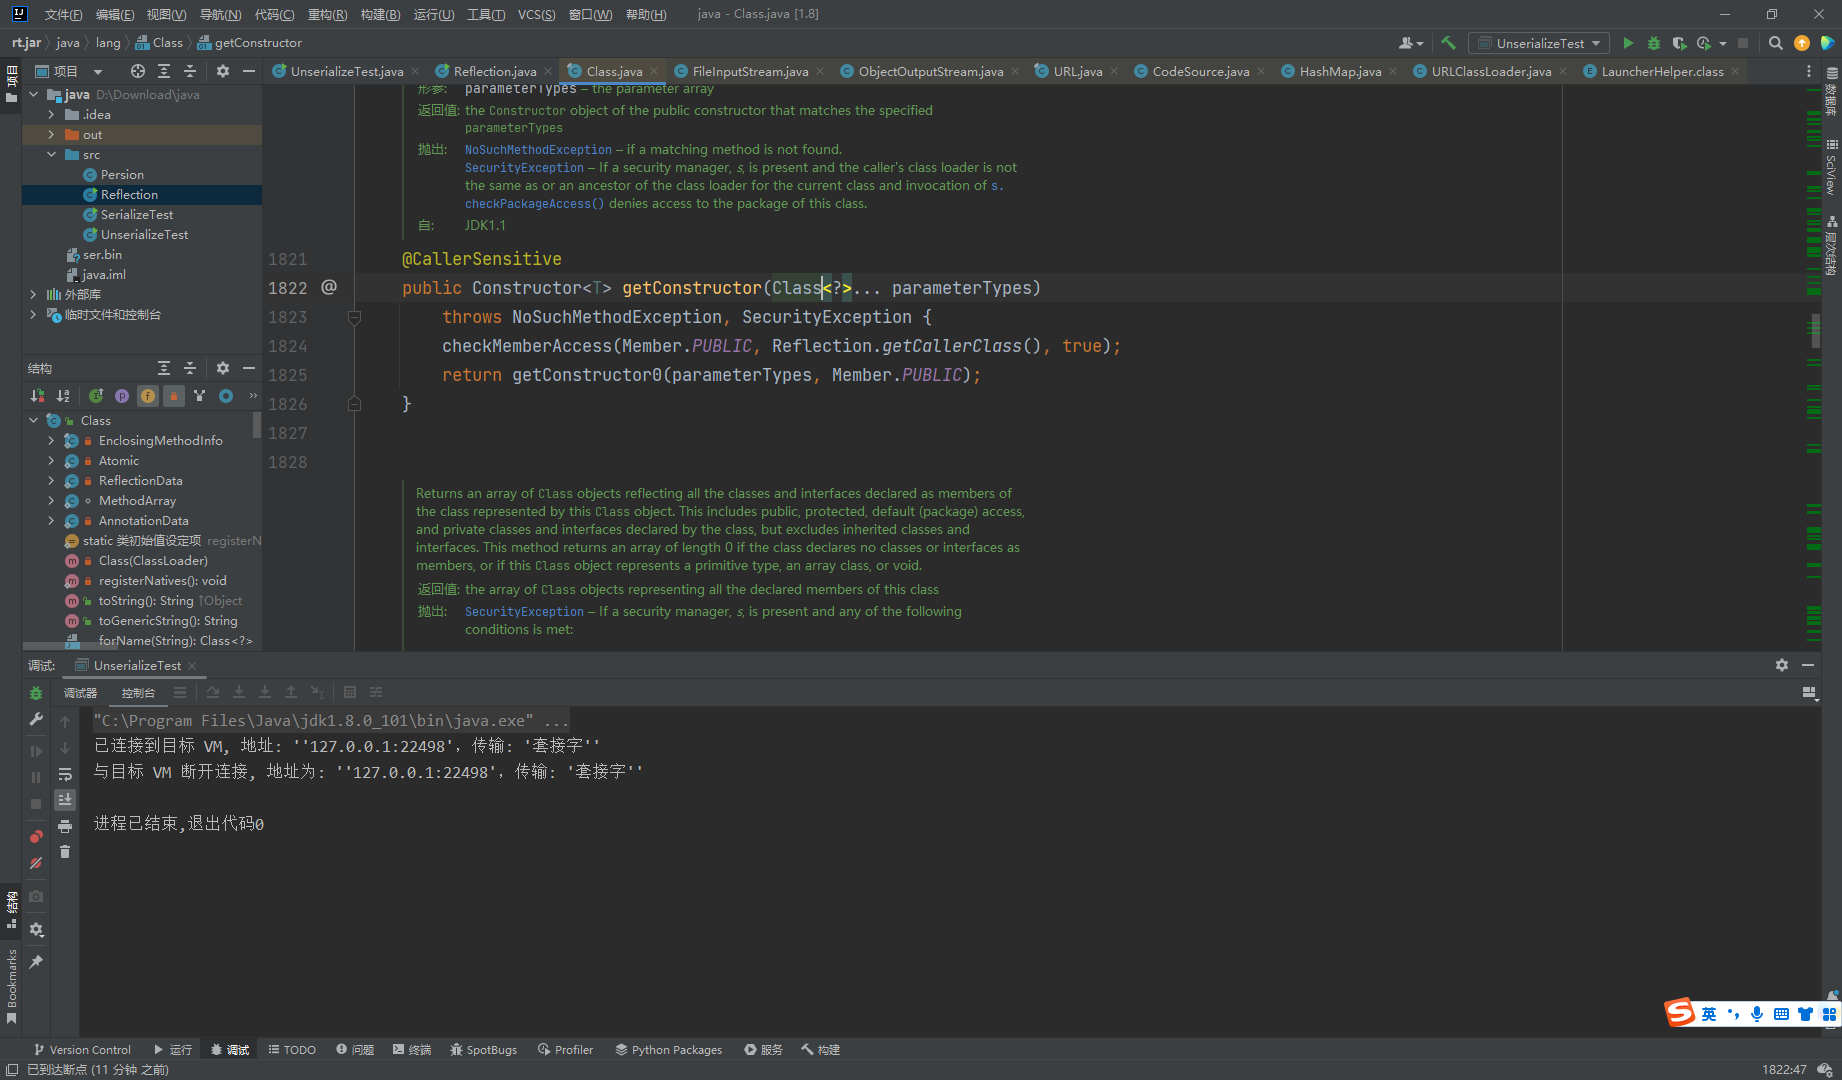 文件(F) 编辑(E) 视图(V) 导航(N) 代码(C) 重构(R) 构建(B) 运行(U) 工具(T) VCS(S) 窗口(W) 帮助(H) java - Class.java [1.8]
rt.jar java lang Class getConstructor
UnserializeTest
项目
项目
UnserializeTest.java Reflection.java Class.java FileInputStream.java ObjectOutputStream.java URL.java CodeSource.java HashMap.java URLClassLoader.java LauncherHelper.class
java D:\Download\java
.idea
out
src
Persion
Reflection
SerializeTest
UnserializeTest
ser.bin
java.iml
外部库
临时文件和控制台
结构
Class
EnclosingMethodInfo
Atomic
ReflectionData
MethodArray
AnnotationData
static 类初始值设定项 registerN
Class(ClassLoader)
registerNatives(): void
toString(): String ↑Object
toGenericString(): String
forName(String): Class<?>
形参: parameterTypes – the parameter array
返回值: the Constructor object of the public constructor that matches the specified
parameterTypes
抛出: NoSuchMethodException – if a matching method is not found.
SecurityException – If a security manager, s, is present and the caller's class loader is not
the same as or an ancestor of the class loader for the current class and invocation of s.
checkPackageAccess() denies access to the package of this class.
自: JDK1.1
1821 @CallerSensitive
1822 @ public Constructor<T> getConstructor(Class<?>... parameterTypes)
1823 throws NoSuchMethodException, SecurityException {
1824 checkMemberAccess(Member.PUBLIC, Reflection.getCallerClass(), true);
1825 return getConstructor0(parameterTypes, Member.PUBLIC);
1826 }
1827
1828
Returns an array of Class objects reflecting all the classes and interfaces declared as members of
the class represented by this Class object. This includes public, protected, default (package) access,
and private classes and interfaces declared by the class, but excludes inherited classes and
interfaces. This method returns an array of length 0 if the class declares no classes or interfaces as
members, or if this Class object represents a primitive type, an array class, or void.
返回值: the array of Class objects representing all the declared members of this class
抛出: SecurityException – If a security manager, s, is present and any of the following
conditions is met:
数据库
SciView
层次结构
调试: UnserializeTest
调试器 控制台
"C:\Program Files\Java\jdk1.8.0_101\bin\java.exe" ...
已连接到目标 VM, 地址: ''127.0.0.1:22498', 传输: '套接字''
与目标 VM 断开连接, 地址为: ''127.0.0.1:22498', 传输: '套接字''
进程已结束,退出代码0
结构
Bookmarks
S 英
Version Control 运行 调试 TODO 问题 终端 SpotBugs Profiler Python Packages 服务 构建
已到达断点 (11 分钟 之前) 1822:47